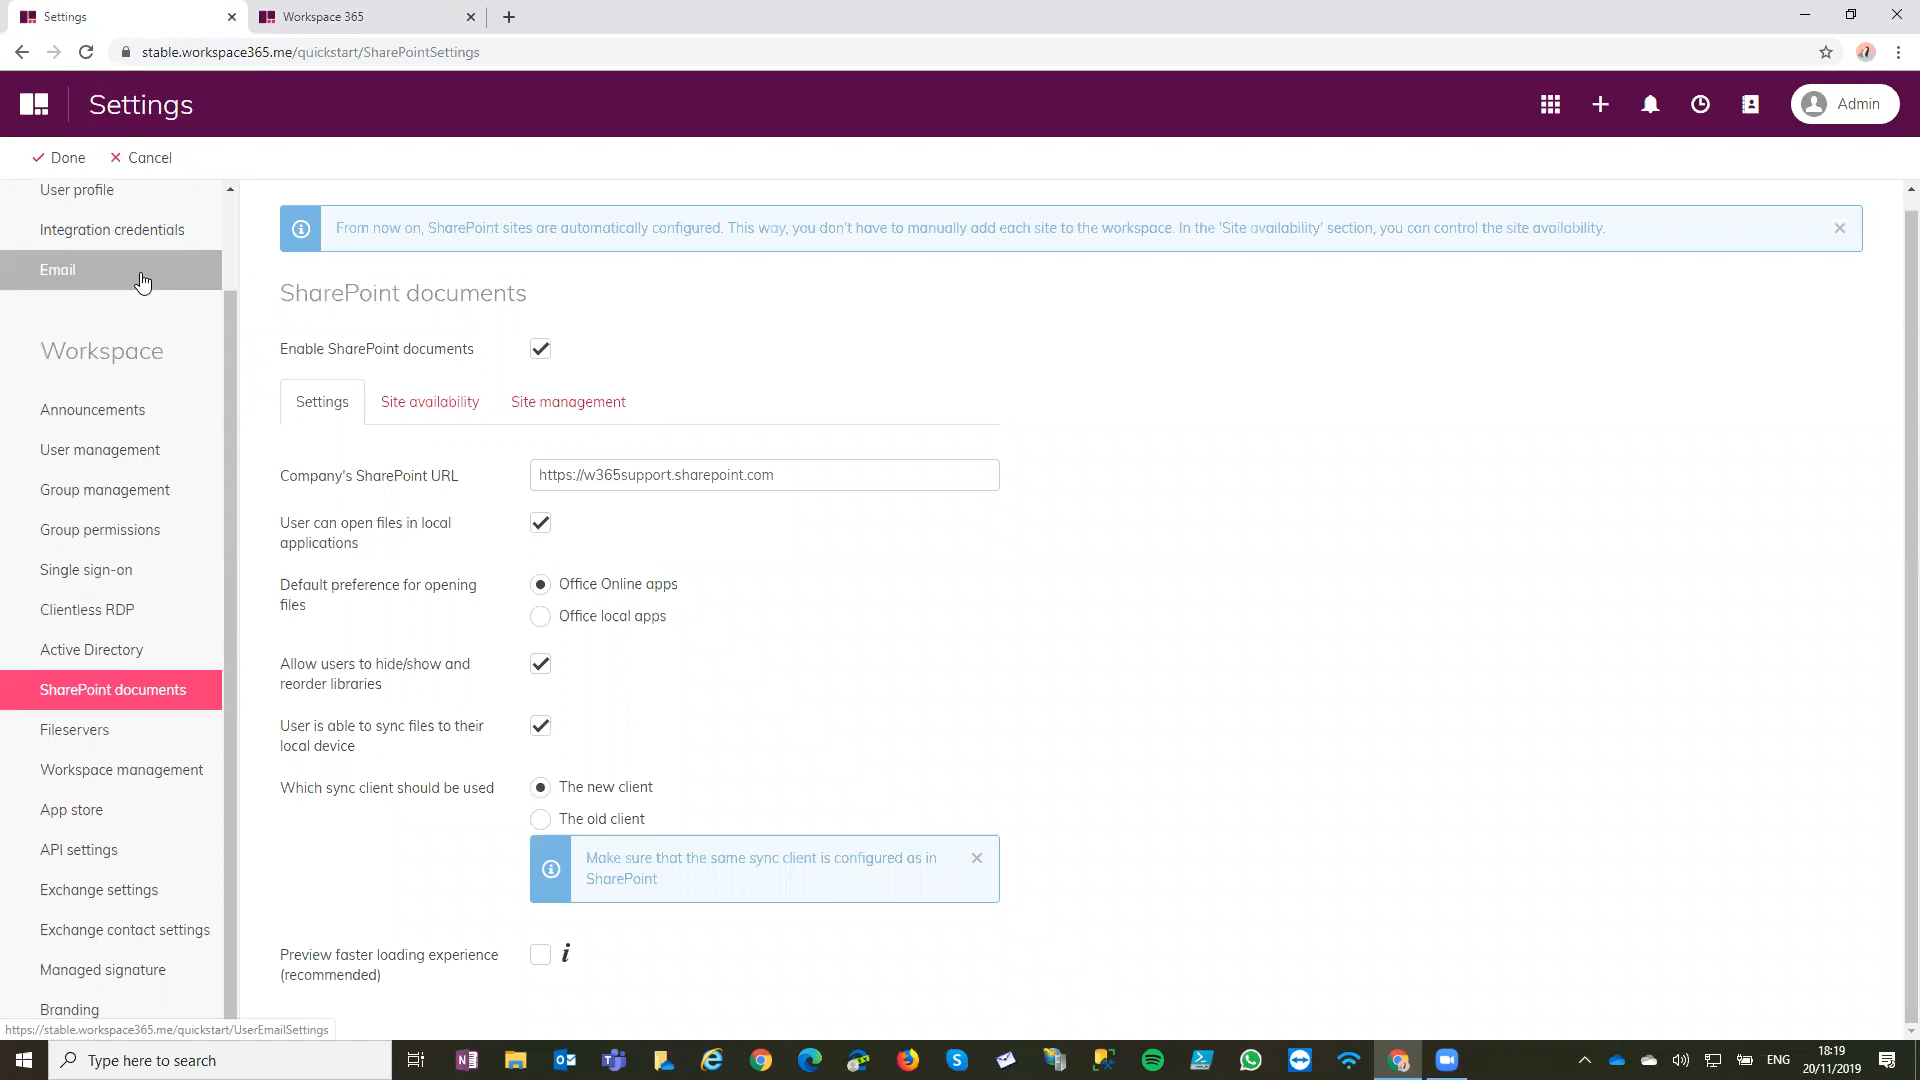 Settings
Workspace 365
stable.workspace365.me/quickstart/SharePointSettings
Settings
Admin
Done
Cancel
User profile
Integration credentials
Email
Workspace
Announcements
User management
Group management
Group permissions
Single sign-on
Clientless RDP
Active Directory
SharePoint documents
Fileservers
Workspace management
App store
API settings
Exchange settings
Exchange contact settings
Managed signature
Branding
From now on, SharePoint sites are automatically configured. This way, you don't have to manually add each site to the workspace. In the 'Site availability' section, you can control the site availability.
SharePoint documents
Enable SharePoint documents
Settings
Site availability
Site management
Company's SharePoint URL
https://w365support.sharepoint.com
User can open files in local
applications
Default preference for opening
files
Office Online apps
Office local apps
Allow users to hide/show and
reorder libraries
User is able to sync files to their
local device
Which sync client should be used
The new client
The old client
Make sure that the same sync client is configured as in
SharePoint
Preview faster loading experience
(recommended)
i
https://stable.workspace365.me/quickstart/UserEmailSettings
Type here to search
ENG
18:19
20/11/2019